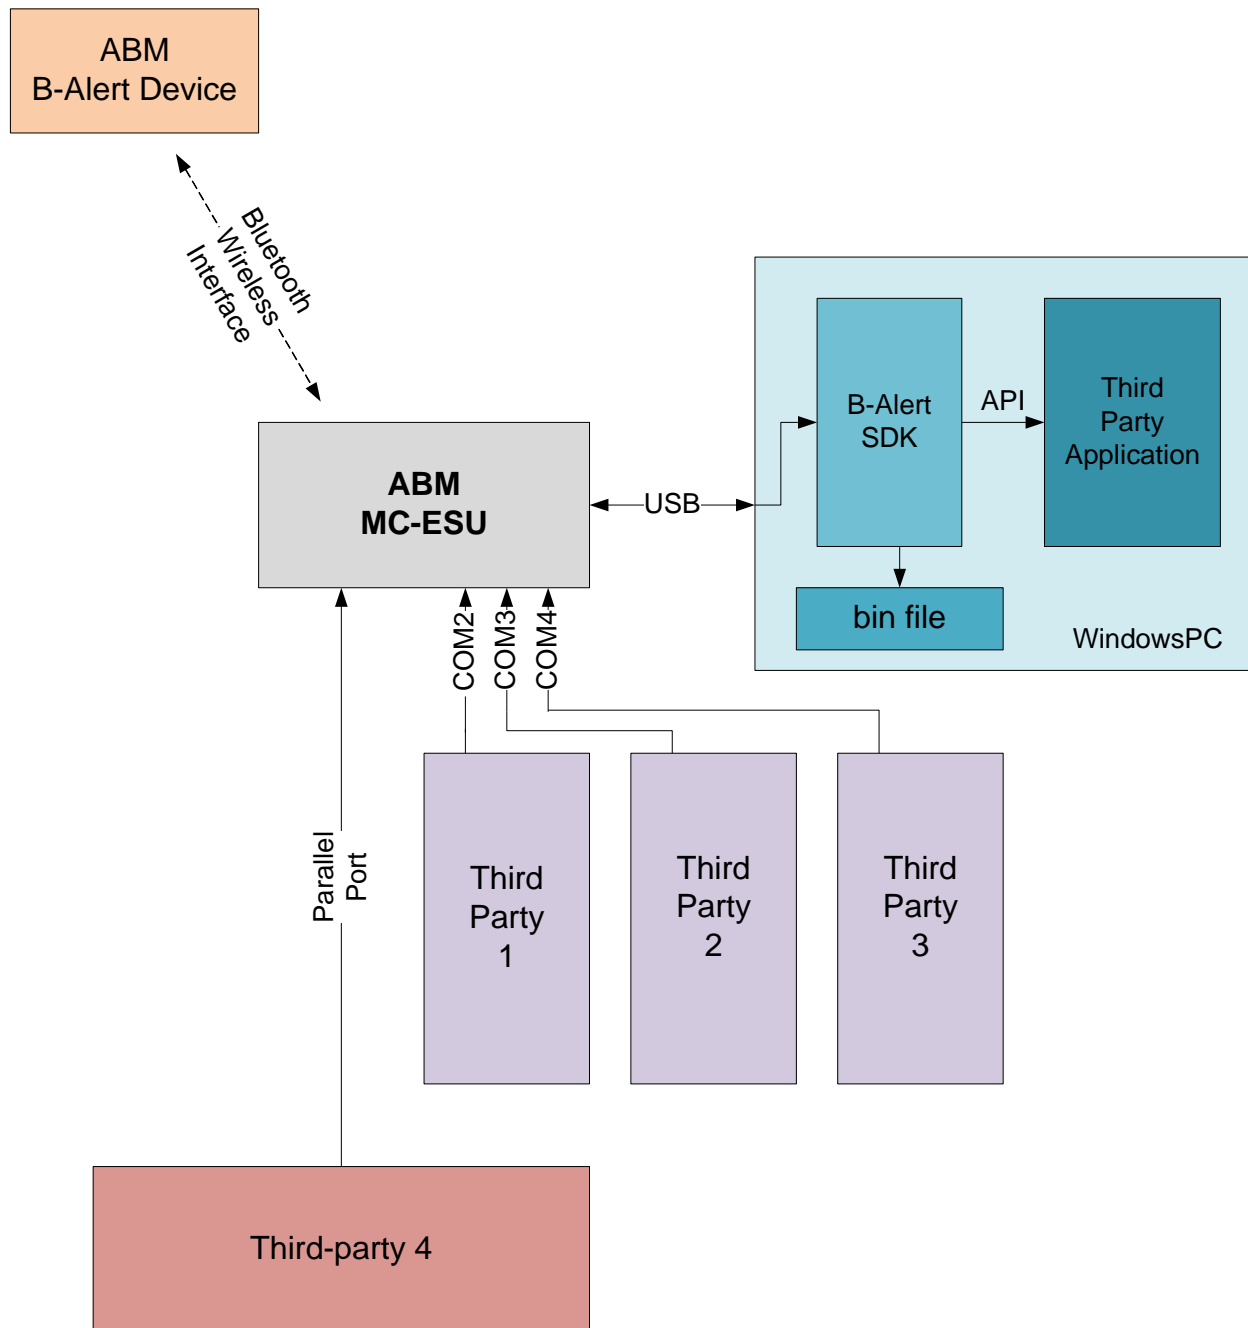 ABM
B-Alert Device
Bluetooth
Wireless
Interface
B-Alert
SDK
API
Third
Party
Application
ABM
MC-ESU
USB
bin file
WindowsPC
COM2
COM3
COM4
Parallel
Port
Third
Party
1
Third
Party
2
Third
Party
3
Third-party 4